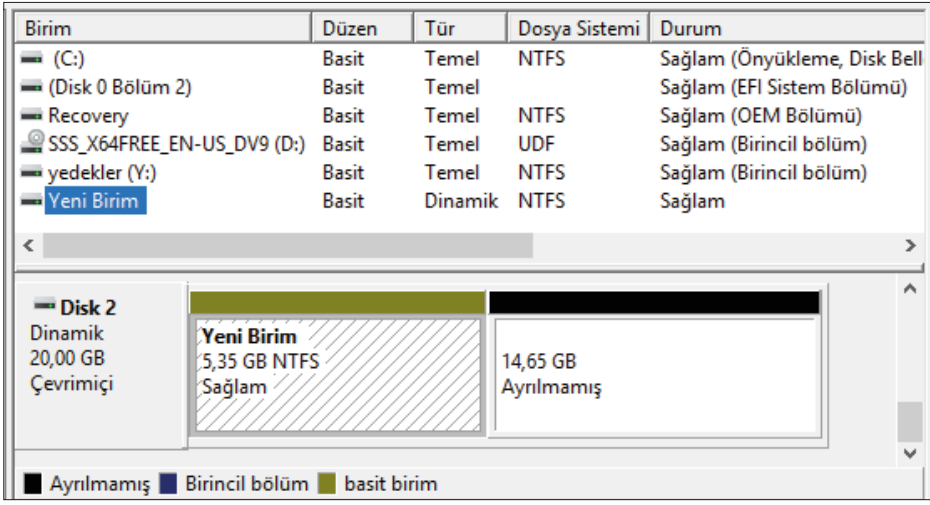 Birim Düzen Tür Dosya Sistemi Durum
(C:) Basit Temel NTFS Sağlam (Önyükleme, Disk Bell
(Disk 0 Bölüm 2) Basit Temel Sağlam (EFI Sistem Bölümü)
Recovery Basit Temel NTFS Sağlam (OEM Bölümü)
SSS_X64FREE_EN-US_DV9 (D:) Basit Temel UDF Sağlam (Birincil bölüm)
yedekler (Y:) Basit Temel NTFS Sağlam (Birincil bölüm)
Yeni Birim Basit Dinamik NTFS Sağlam
Disk 2
Dinamik
20,00 GB
Çevrimiçi
Yeni Birim
5,35 GB NTFS
Sağlam
14,65 GB
Ayrılmamış
Ayrılmamış Birincil bölüm basit birim